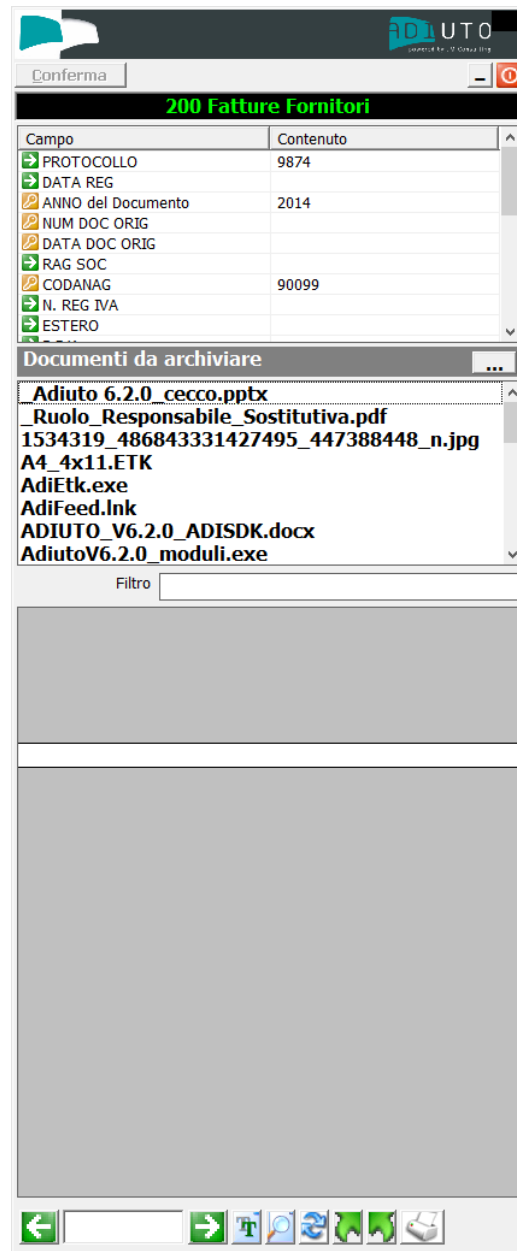 ADIUTO
Conferma
200 Fatture Fornitori
Campo Contenuto
PROTOCOLLO 9874
DATA REG
ANNO del Documento 2014
NUM DOC ORIG
DATA DOC ORIG
RAG SOC
CODANAG 90099
N. REG IVA
ESTERO
Documenti da archiviare ...
_Adiuto 6.2.0_cecco.pptx
_Ruolo_Responsabile_Sostitutiva.pdf
1534319_486843331427495_447388448_n.jpg
A4_4x11.ETK
AdiEtk.exe
AdiFeed.lnk
ADIUTO_V6.2.0_ADISDK.docx
AdiutoV6.2.0_moduli.exe
Filtro